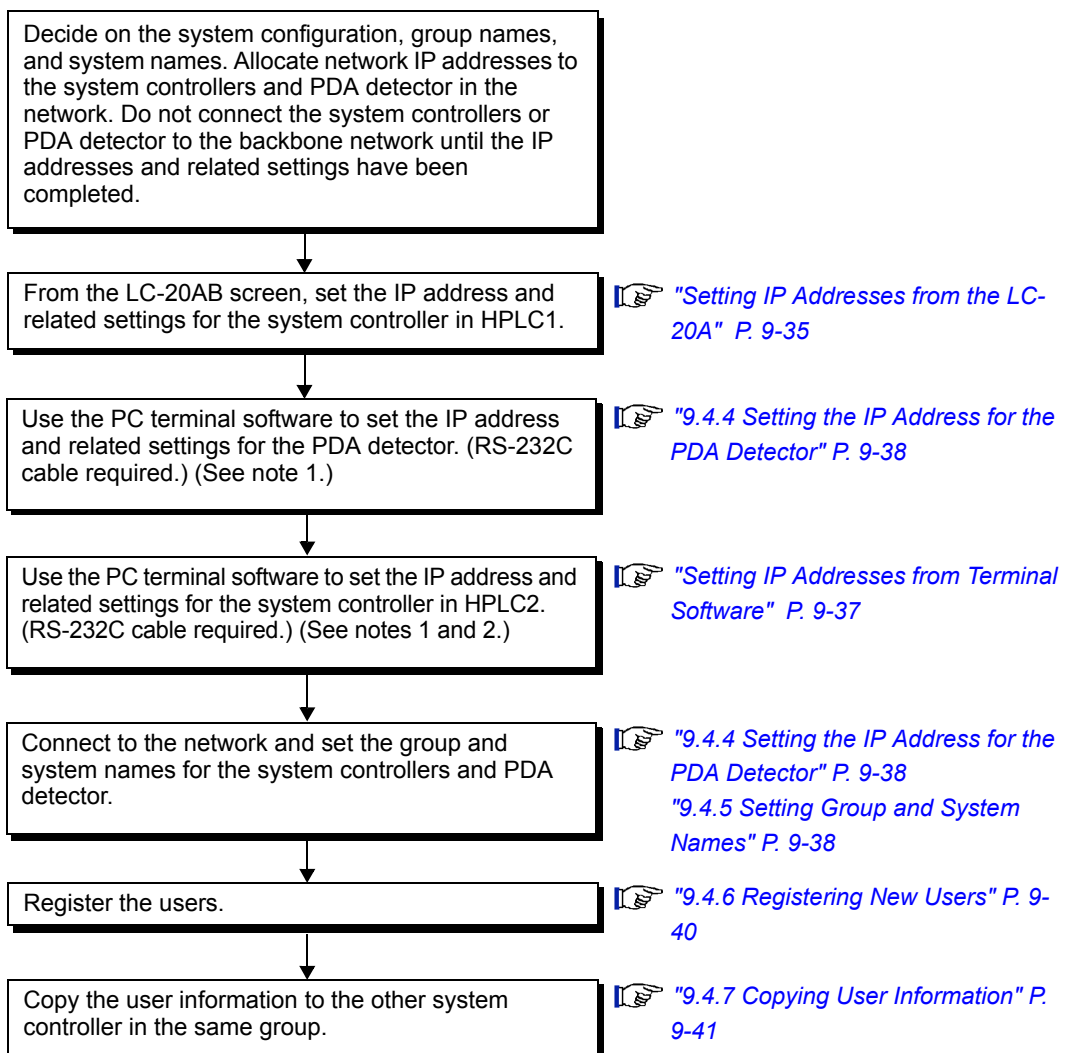 Decide on the system configuration, group names,
and system names. Allocate network IP addresses to
the system controllers and PDA detector in the
network. Do not connect the system controllers or
PDA detector to the backbone network until the IP
addresses and related settings have been
completed.
From the LC-20AB screen, set the IP address and
related settings for the system controller in HPLC1.
"Setting IP Addresses from the LC-
20A" P. 9-35
Use the PC terminal software to set the IP address
and related settings for the PDA detector. (RS-232C
cable required.) (See note 1.)
"9.4.4 Setting the IP Address for the
PDA Detector" P. 9-38
Use the PC terminal software to set the IP address and
related settings for the system controller in HPLC2.
(RS-232C cable required.) (See notes 1 and 2.)
"Setting IP Addresses from Terminal
Software" P. 9-37
Connect to the network and set the group and
system names for the system controllers and PDA
detector.
"9.4.4 Setting the IP Address for the
PDA Detector" P. 9-38
"9.4.5 Setting Group and System
Names" P. 9-38
Register the users.
"9.4.6 Registering New Users" P. 9-
40
Copy the user information to the other system
controller in the same group.
"9.4.7 Copying User Information" P.
9-41